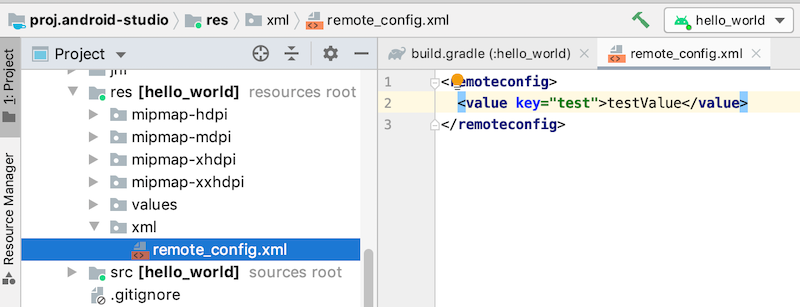 proj.android-studio
res
xml
remote_config.xml
hello_world
1: Project
Resource Manager
Project
build.gradle (:hello_world)
remote_config.xml
jni
res [hello_world] resources root
mipmap-hdpi
mipmap-mdpi
mipmap-xhdpi
mipmap-xxhdpi
values
xml
remote_config.xml
src [hello_world] sources root
.gitignore
1 <remoteconfig>
2 <value key="test">testValue</value>
3 </remoteconfig>